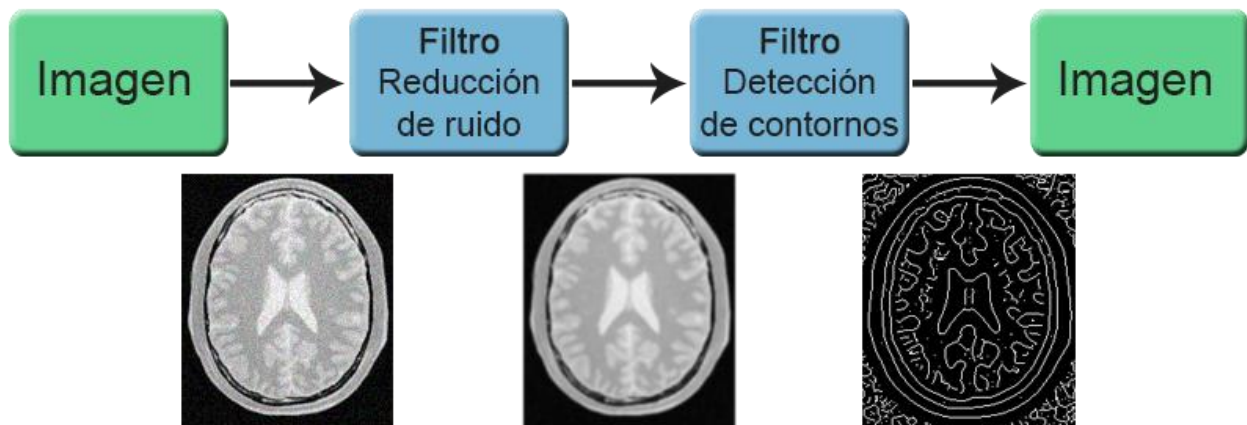 Imagen
Filtro
Reducción
de ruido
Filtro
Detección
de contornos
Imagen